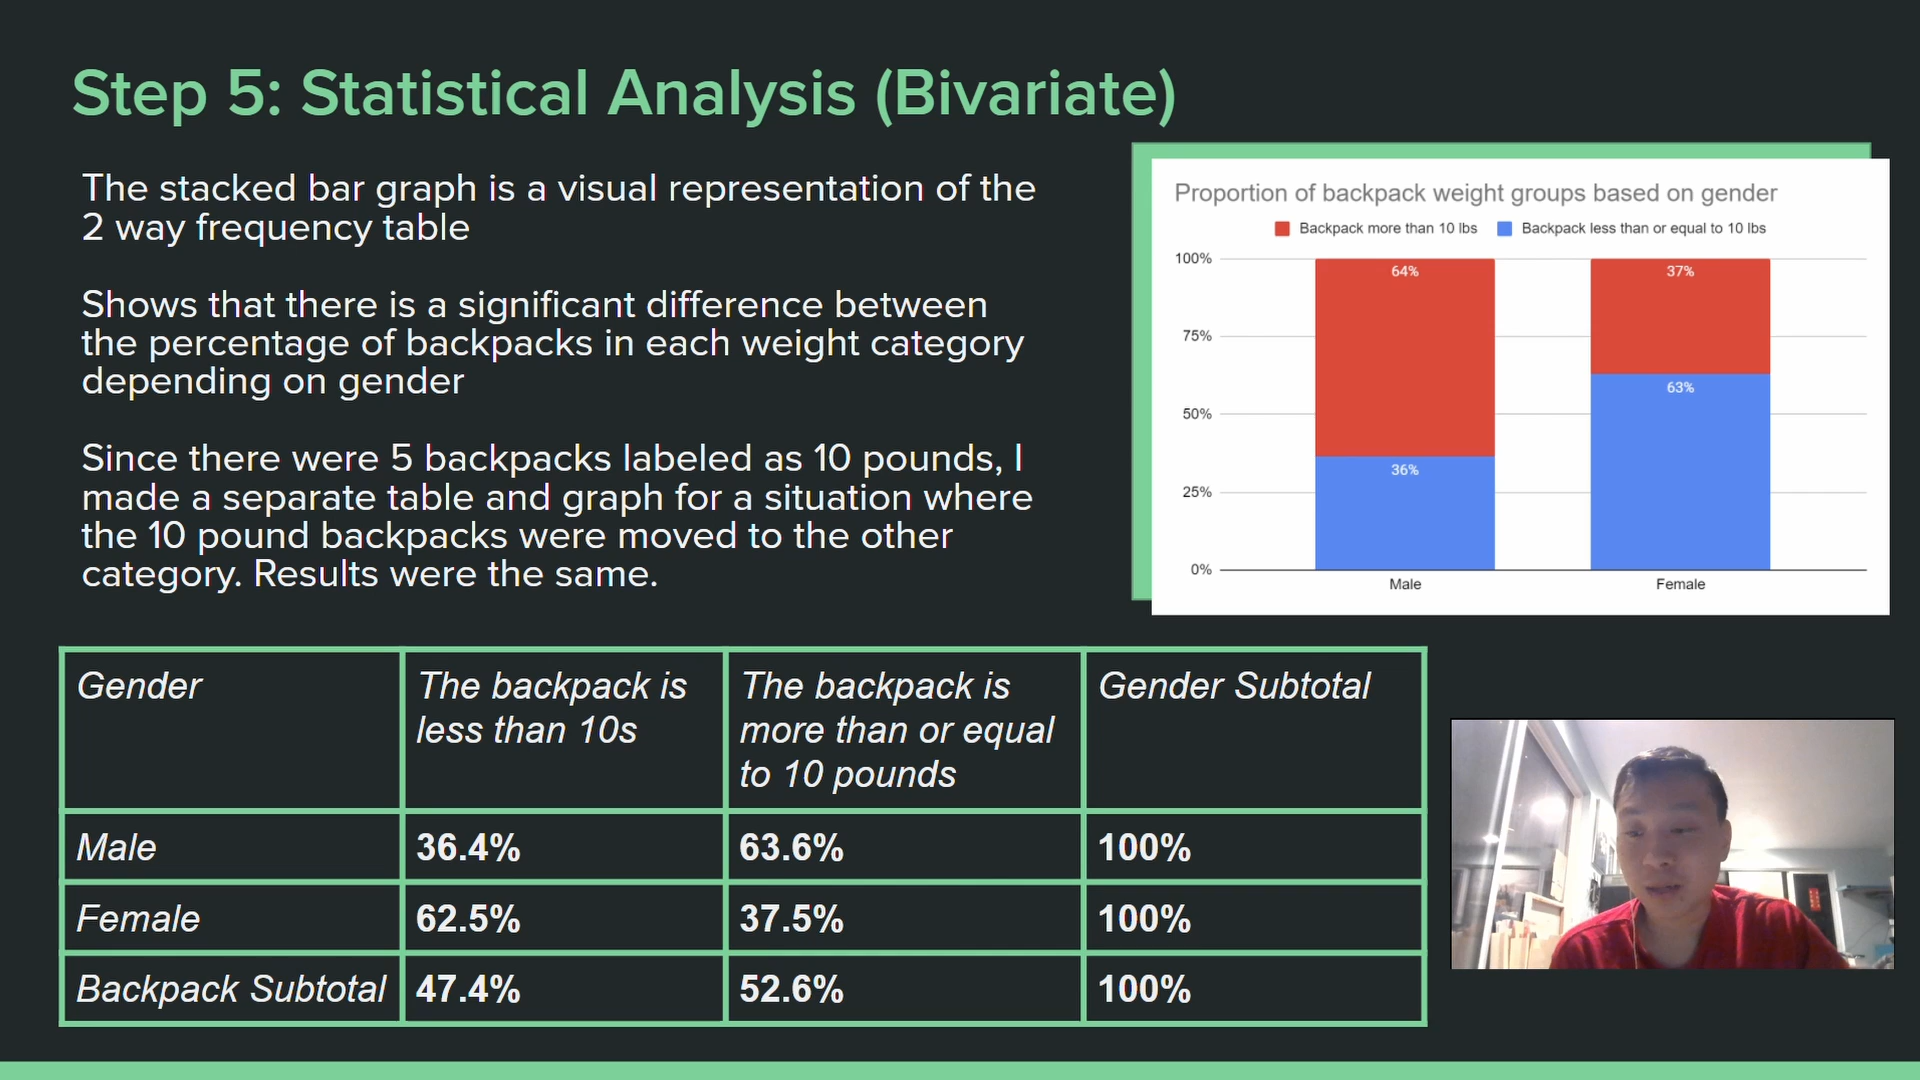 Step 5: Statistical Analysis (Bivariate)
The stacked bar graph is a visual representation of the
2 way frequency table
Shows that there is a significant difference between
the percentage of backpacks in each weight category
depending on gender
Since there were 5 backpacks labeled as 10 pounds, I
made a separate table and graph for a situation where
the 10 pound backpacks were moved to the other
category. Results were the same.
Proportion of backpack weight groups based on gender
Backpack more than 10 lbs Backpack less than or equal to 10 lbs
100%
75%
50%
25%
0%
64%
36%
37%
63%
Male Female
Gender
The backpack is
less than 10s
The backpack is
more than or equal
to 10 pounds
Gender Subtotal
Male 36.4% 63.6% 100%
Female 62.5% 37.5% 100%
Backpack Subtotal 47.4% 52.6% 100%